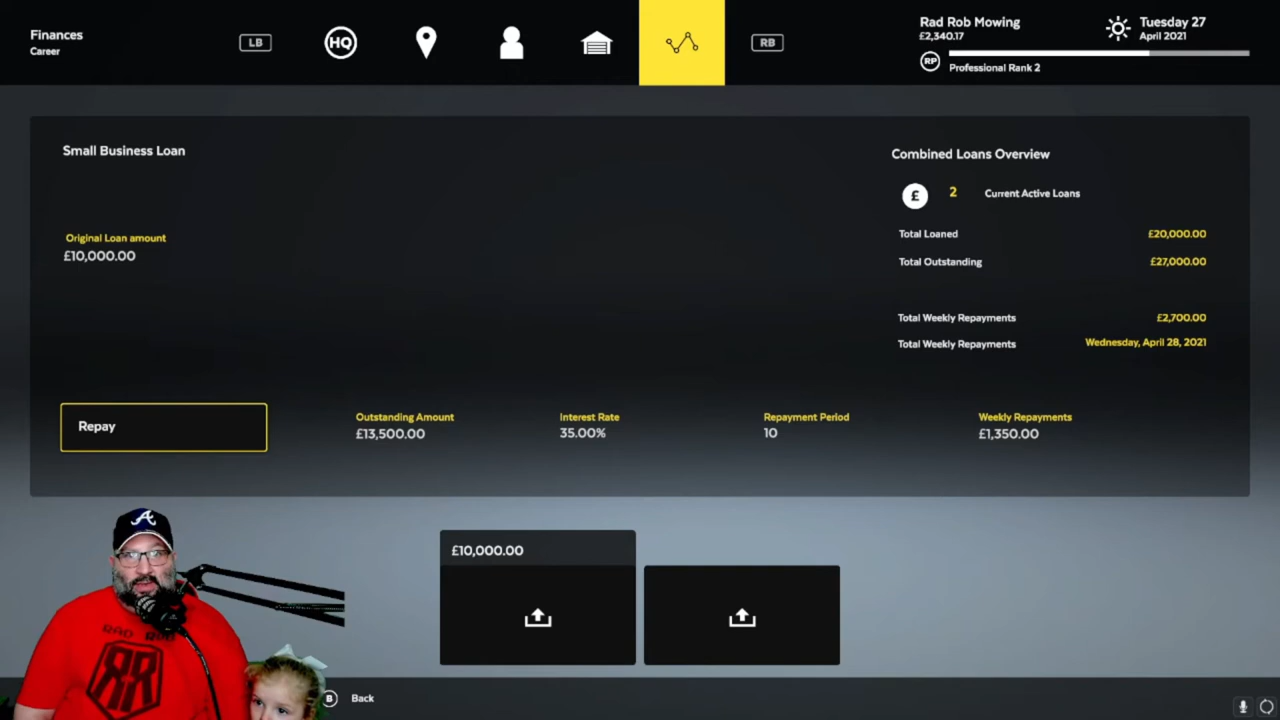 Finances
Career
LB
HQ
RB
Rad Rob Mowing
£2,340.17
RP
Professional Rank 2
Tuesday 27
April 2021
Small Business Loan
Original Loan amount
£10,000.00
Combined Loans Overview
£ 2 Current Active Loans
Total Loaned £20,000.00
Total Outstanding £27,000.00
Total Weekly Repayments £2,700.00
Total Weekly Repayments Wednesday, April 28, 2021
Repay
Outstanding Amount
£13,500.00
Interest Rate
35.00%
Repayment Period
10
Weekly Repayments
£1,350.00
£10,000.00
A
RAD ROB
RR
B Back